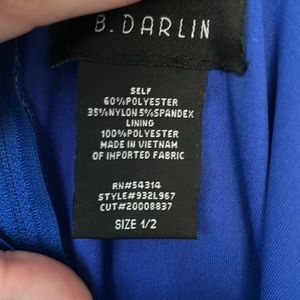 B. DARLIN
SELF
60%POLYESTER
35%NYLON 5%SPANDEX
LINING
100%POLYESTER
MADE IN VIETNAM
OF IMPORTED FABRIC
RN#54314
STYLE#932L967
CUT#20008837
SIZE 1/2